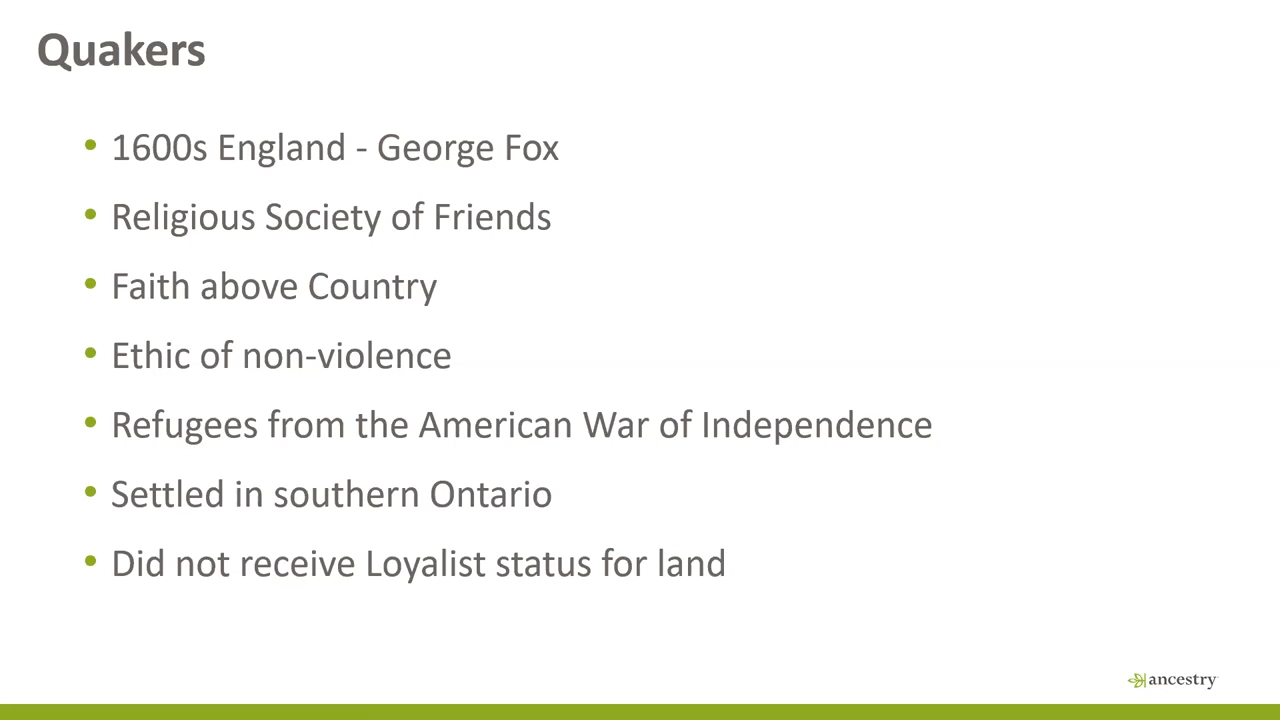 Quakers
• 1600s England - George Fox
• Religious Society of Friends
• Faith above Country
• Ethic of non-violence
• Refugees from the American War of Independence
• Settled in southern Ontario
• Did not receive Loyalist status for land
ancestry